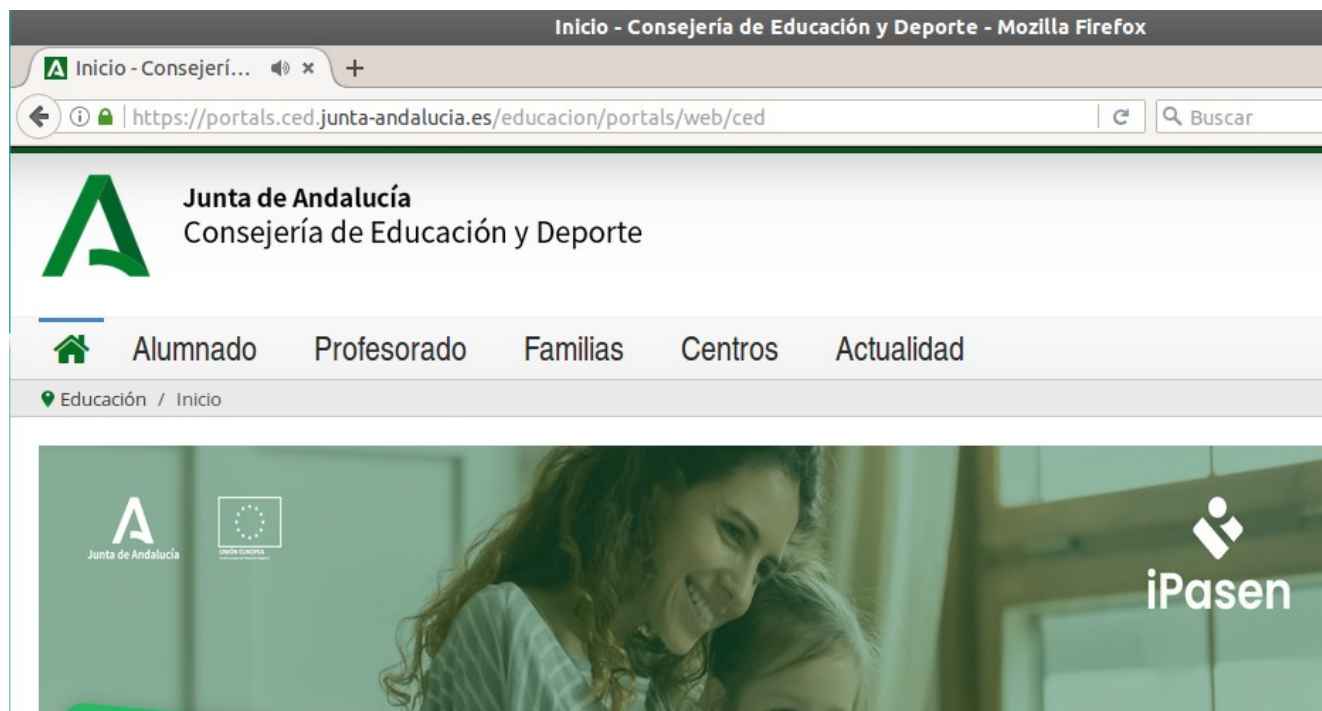 Inicio - Consejería de Educación y Deporte - Mozilla Firefox
Inicio - Consejerí...
https://portals.ced.junta-andalucia.es/educacion/portals/web/ced
Buscar
Junta de Andalucía
Consejería de Educación y Deporte
Alumnado Profesorado Familias Centros Actualidad
Educación / Inicio
Junta de Andalucía
UNIÓN EUROPEA
iPasen